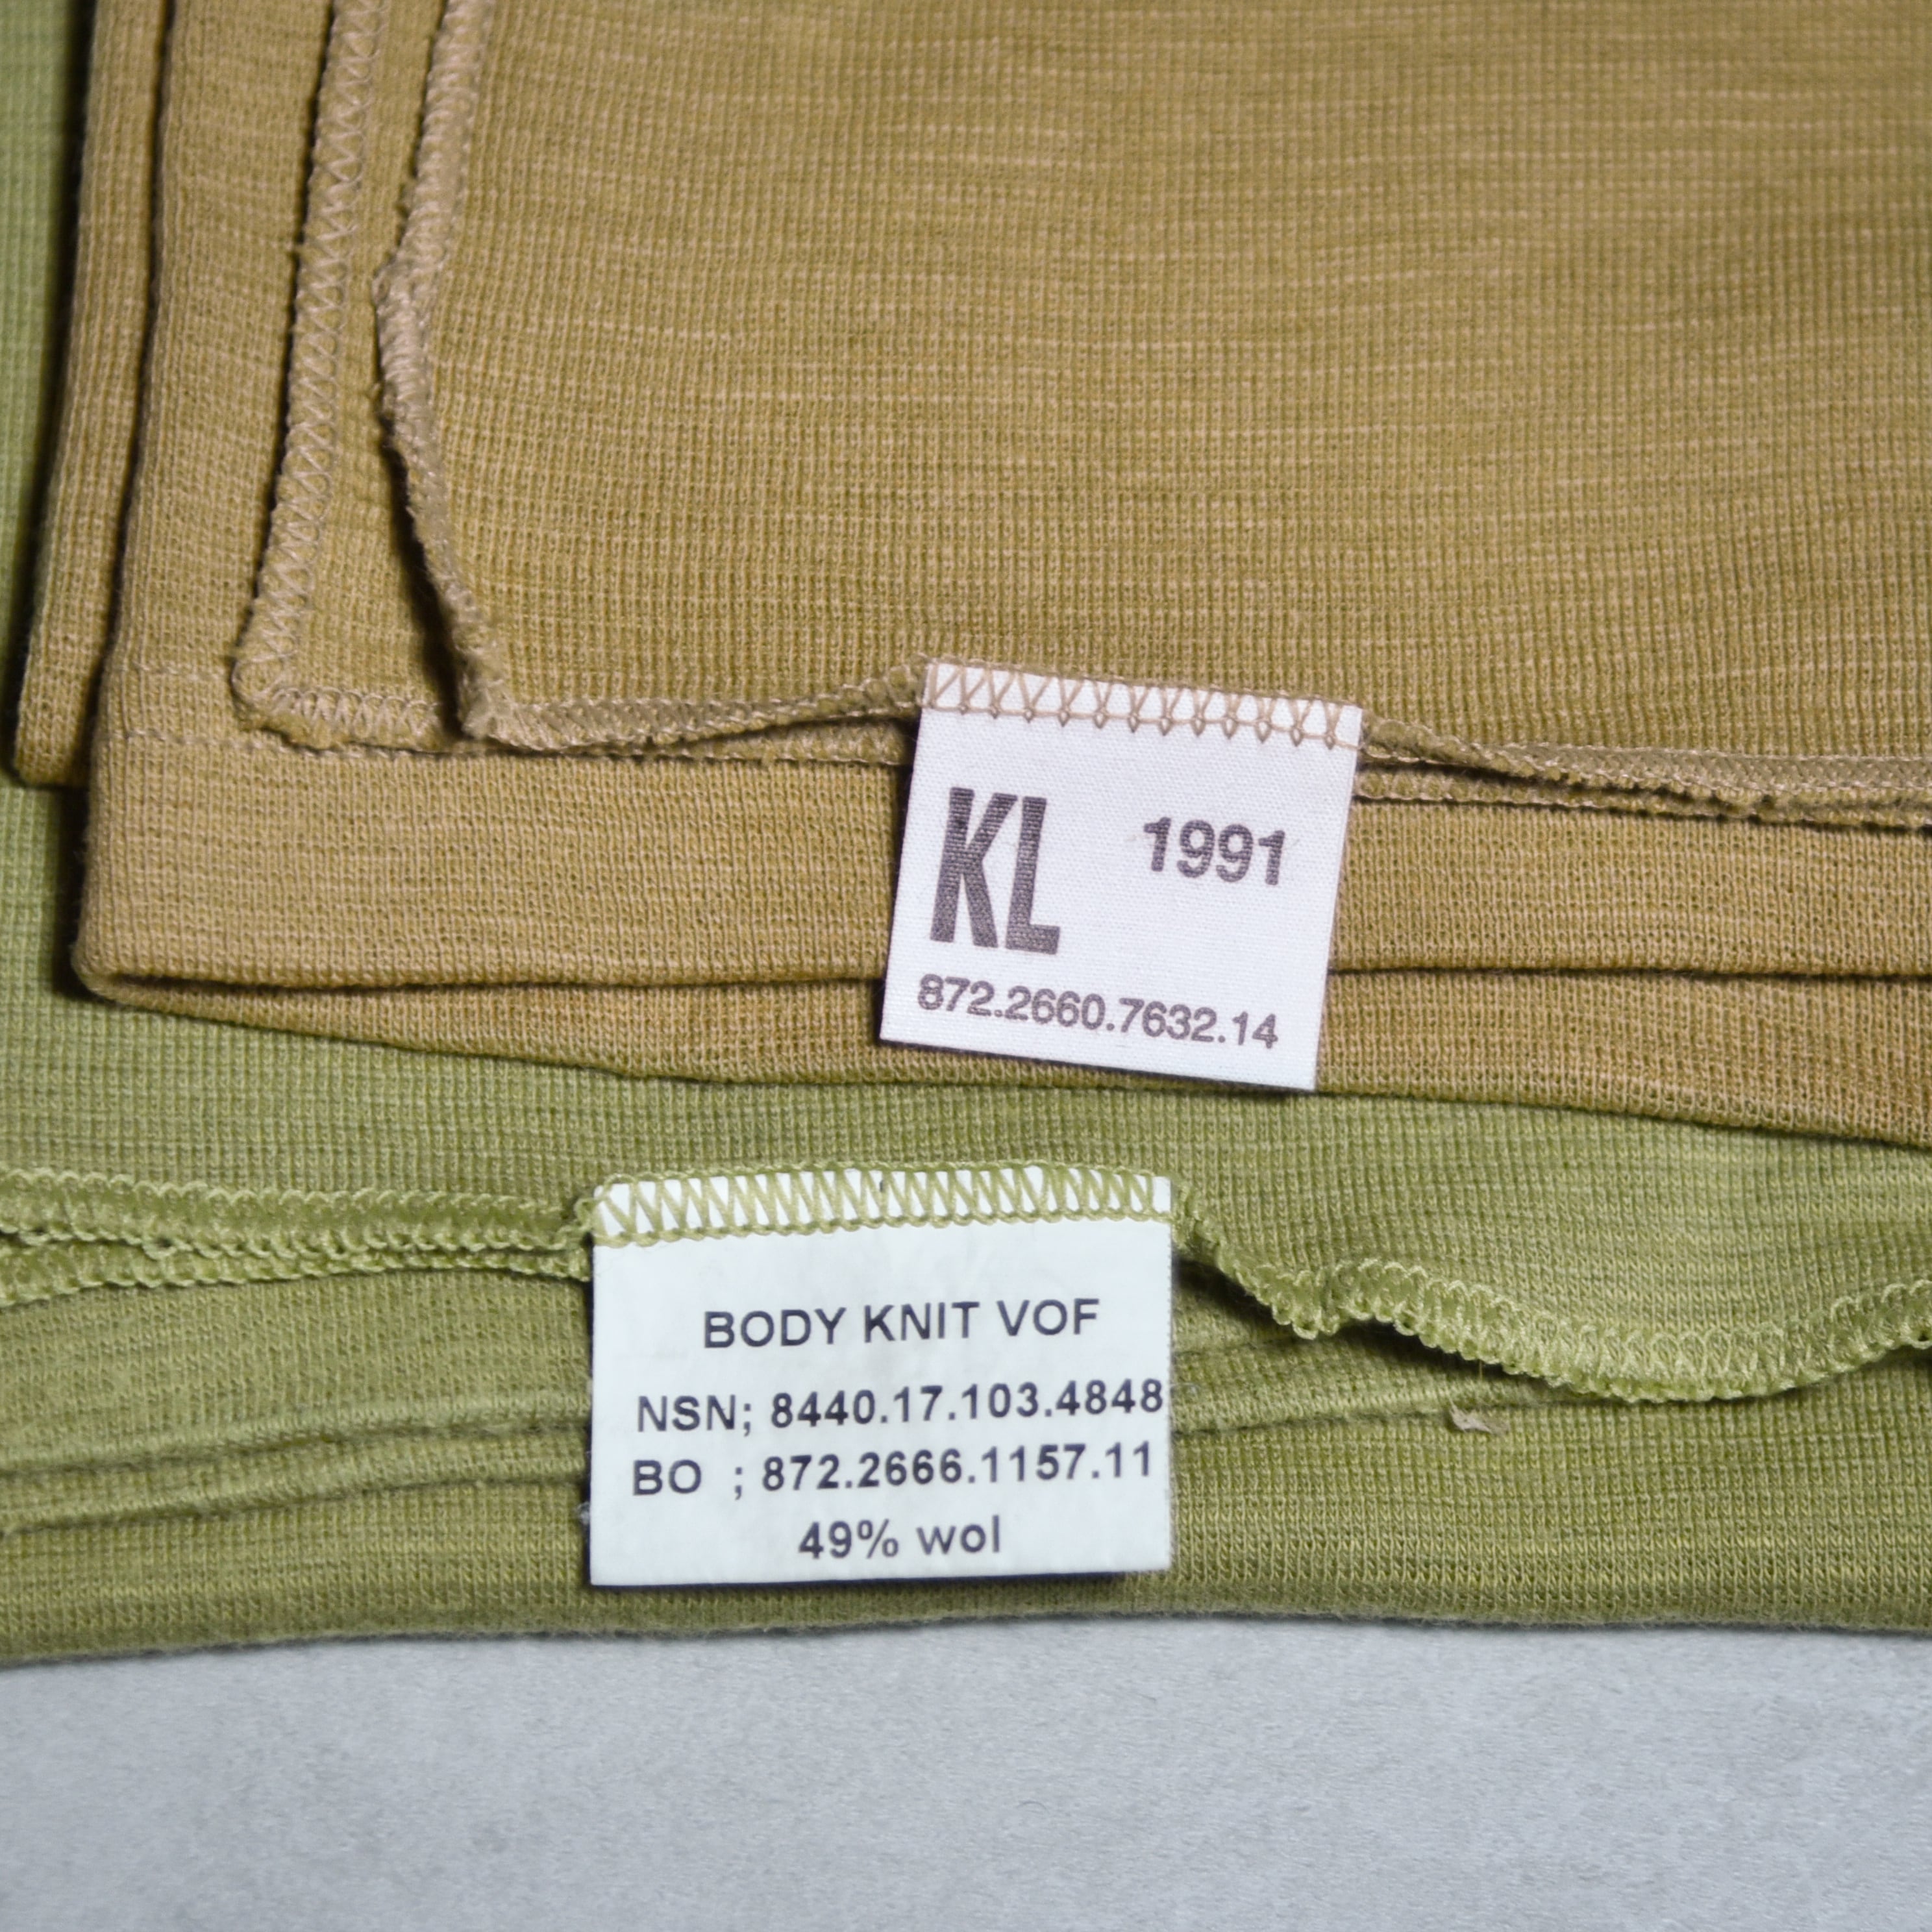 KL 1991
872.2660.7632.14
BODY KNIT VOF
NSN; 8440.17.103.4848
BO ; 872.2666.1157.11
49% wol